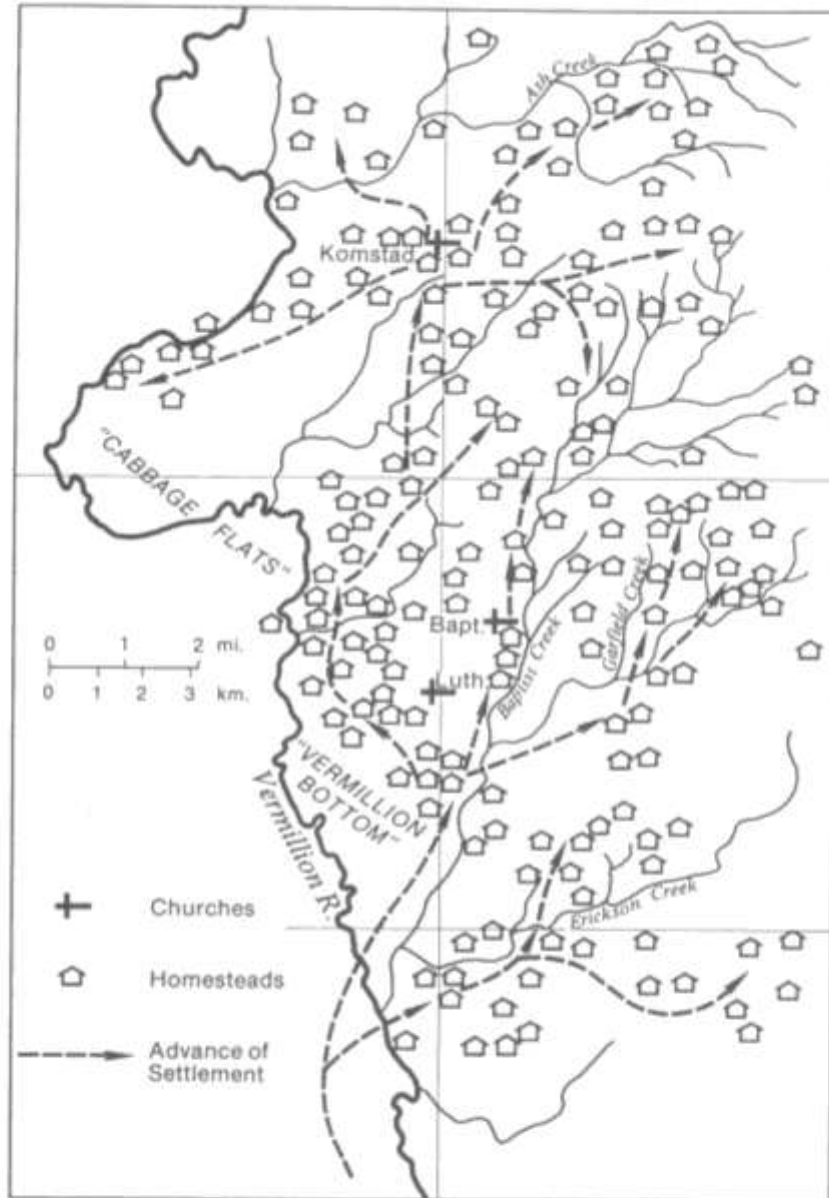 Ash Creek
Komstad
"CABBAGE
FLATS"
0 1 2 mi.
0 1 2 3 km.
Bapt.
Luth.
Baptist Creek
Garfield Creek
"VERMILLION
BOTTOM"
Vermillion R.
Erickson Creek
Churches
Homesteads
Advance of
Settlement